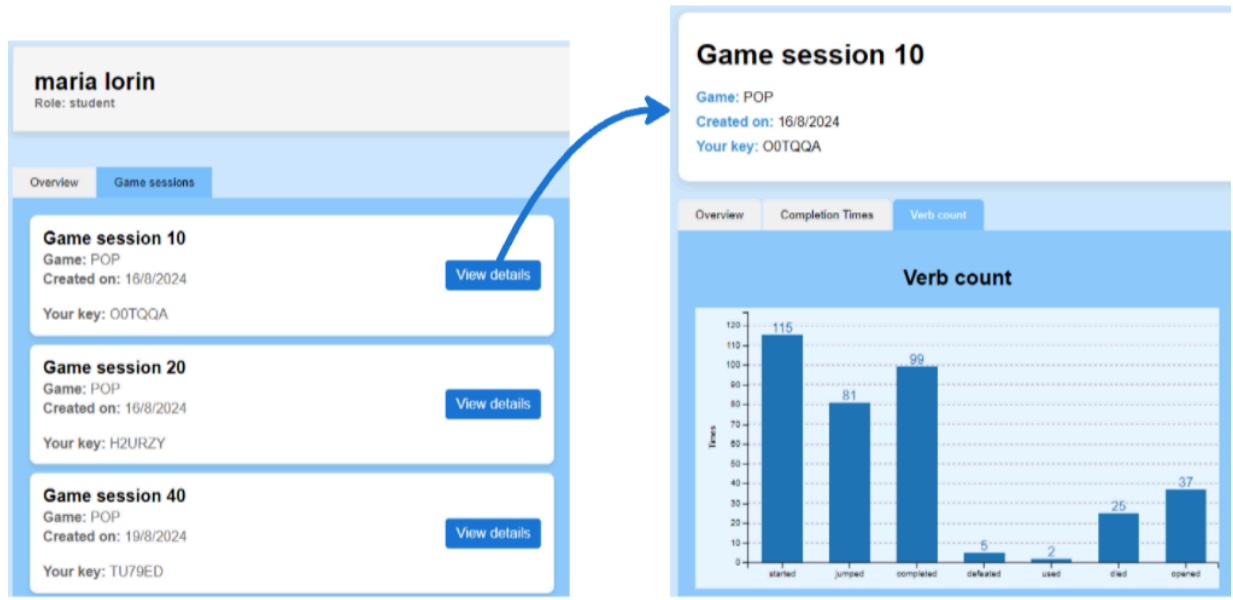 maria lorin
Role: student
Overview
Game sessions
Game session 10
Game: POP
Created on: 16/8/2024
Your key: O0TQQA
View details
Game session 20
Game: POP
Created on: 16/8/2024
Your key: H2URZY
View details
Game session 40
Game: POP
Created on: 19/8/2024
Your key: TU79ED
View details
Game session 10
Game: POP
Created on: 16/8/2024
Your key: O0TQQA
Overview
Completion Times
Verb count
Verb count
Times
120
110
100
90
80
70
60
50
40
30
20
10
0
115
81
99
5
2
25
37
started
jumped
completed
defeated
used
died
opened